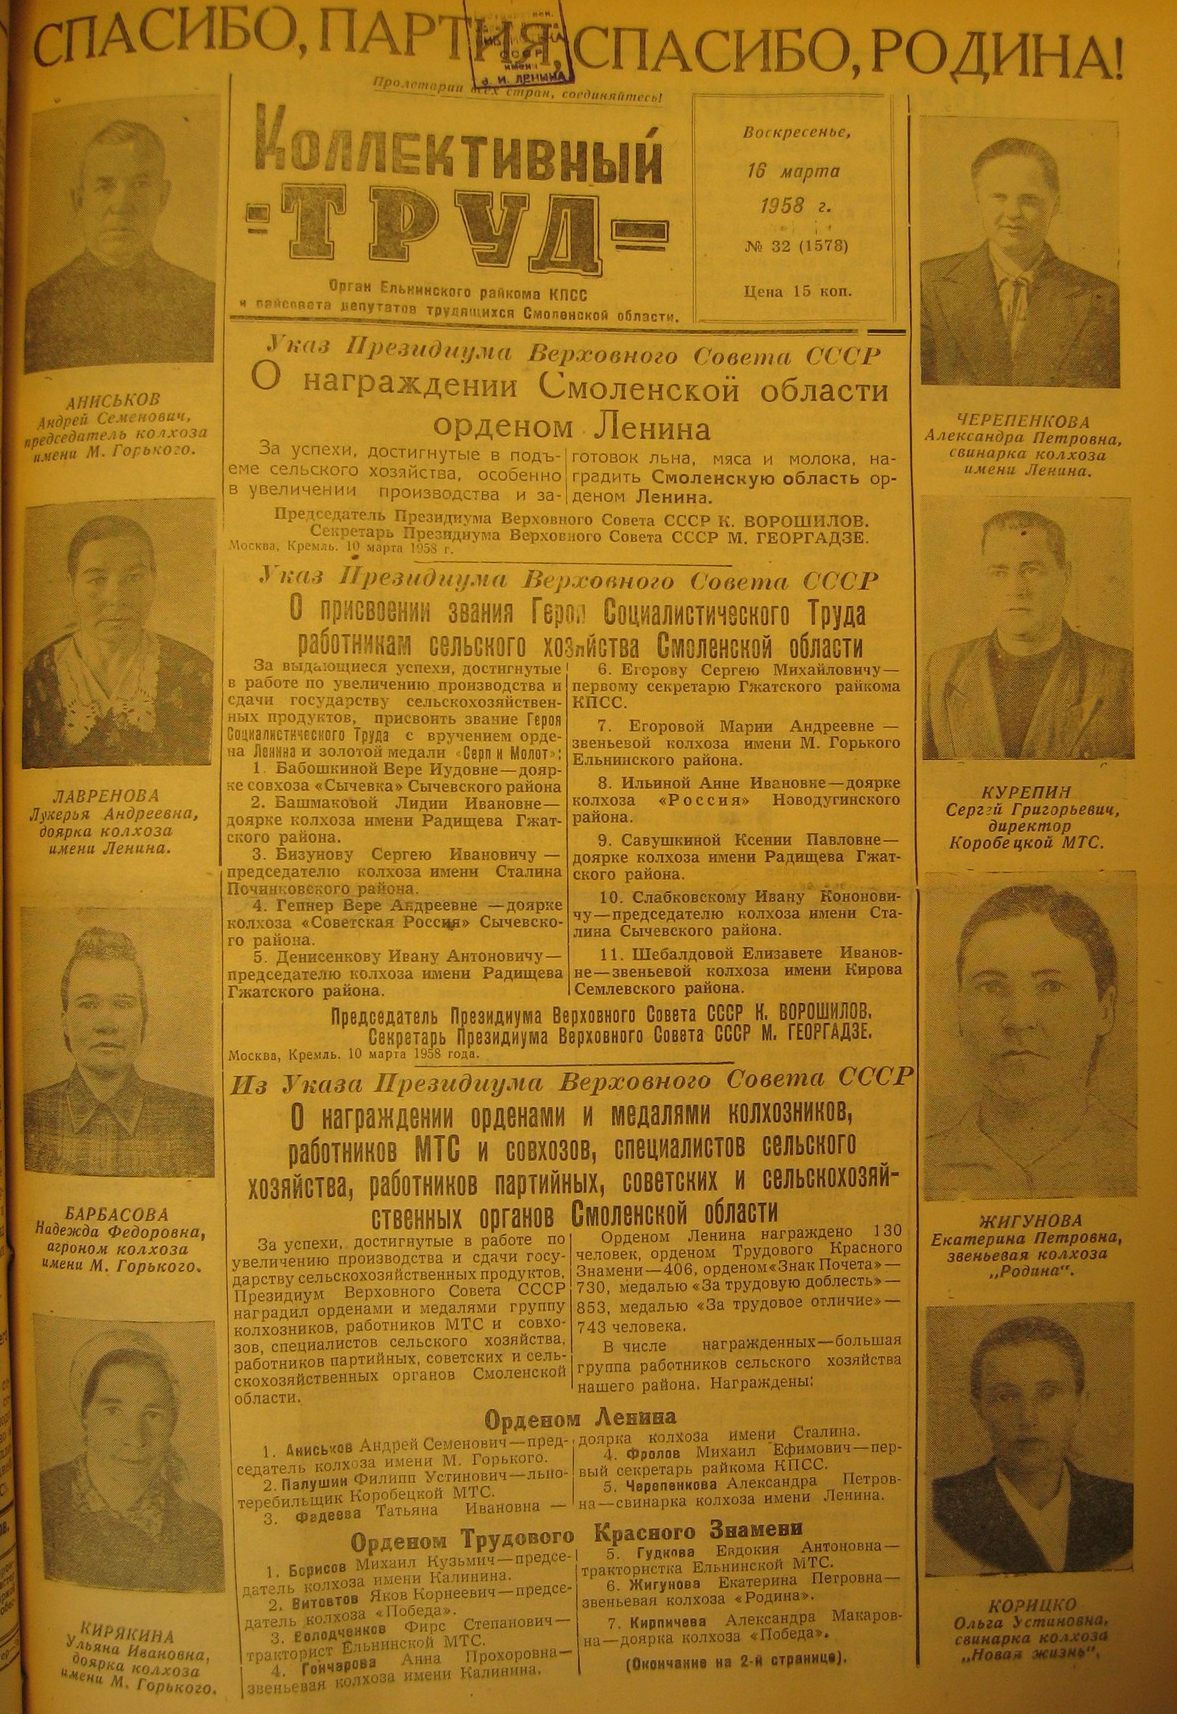 СПАСИБО, ПАРТИЯ, СПАСИБО, РОДИНА!
Пролетарии всех стран, соединяйтесь!
КОЛЛЕКТИВНЫЙ
ТРУД
Орган Ельнинского райкома КПСС
и райсовета депутатов трудящихся Смоленской области.
Воскресенье,
16 марта
1958 г.
№ 32 (1578)
Цена 15 коп.
АНИСЬКОВ
Андрей Семенович,
председатель колхоза
имени М. Горького.
ЛАВРЕНОВА
Лукерья Андреевна,
доярка колхоза
имени Ленина.
БАРБАСОВА
Надежда Федоровна,
агроном колхоза
имени М. Горького.
КИРЯКИНА
Ульяна Ивановна,
доярка колхоза
имени М. Горького.
Указ Президиума Верховного Совета СССР
О награждении Смоленской области
орденом Ленина
За успехи, достигнутые в подъ-
еме сельского хозяйства, особенно
в увеличении производства и за-
готовок льна, мяса и молока, на-
градить Смоленскую область ор-
деном Ленина.
Председатель Президиума Верховного Совета СССР К. ВОРОШИЛОВ.
Секретарь Президиума Верховного Совета СССР М. ГЕОРГАДЗЕ.
Москва, Кремль. 10 марта 1958 г.
Указ Президиума Верховного Совета СССР
О присвоении звания Героя Социалистического Труда
работникам сельского хозяйства Смоленской области
За выдающиеся успехи, достигнутые
в работе по увеличению производства и
сдачи государству сельскохозяйствен-
ных продуктов, присвоить звание Героя
Социалистического Труда с вручением орде-
на Ленина и золотой медали «Серп и Молот»:
1. Бабошкиной Вере Иудовне—дояр-
ке совхоза «Сычевка» Сычевского района
2. Башмаковой Лидии Ивановне—
доярке колхоза имени Радищева Гжат-
ского района.
3. Бизунову Сергею Ивановичу —
председателю колхоза имени Сталина
Починковского района.
4. Гепнер Вере Андреевне —доярке
колхоза «Советская Россия» Сычевско-
го района.
5. Денисенкову Ивану Антоновичу—
председателю колхоза имени Радищева
Гжатского района.
6. Егорову Сергею Михайловичу—
первому секретарю Гжатского райкома
КПСС.
7. Егоровой Марии Андреевне —
звеньевой колхоза имени М. Горького
Ельнинского района.
8. Ильиной Анне Ивановне—доярке
колхоза «Россия» Новодугинского
района.
9. Савушкиной Ксении Павловне—
доярке колхоза имени Радищева Гжат-
ского района.
10. Слабковскому Ивану Кононови-
чу—председателю колхоза имени Ста-
лина Сычевского района.
11. Шебалдовой Елизавете Иванов-
не—звеньевой колхоза имени Кирова
Семлевского района.
Председатель Президиума Верховного Совета СССР К. ВОРОШИЛОВ.
Секретарь Президиума Верховного Совета СССР М. ГЕОРГАДЗЕ.
Москва, Кремль. 10 марта 1958 года.
Из Указа Президиума Верховного Совета СССР
О награждении орденами и медалями колхозников,
работников МТС и совхозов, специалистов сельского
хозяйства, работников партийных, советских и сельскохозяй-
ственных органов Смоленской области
За успехи, достигнутые в работе по
увеличению производства и сдачи госу-
дарству сельскохозяйственных продуктов,
Президиум Верховного Совета СССР
наградил орденами и медалями группу
колхозников, работников МТС и совхо-
зов, специалистов сельского хозяйства,
работников партийных, советских и сель-
скохозяйственных органов Смоленской
области.
Орденом Ленина награждено 130
человек, орденом Трудового Красного
Знамени—406, орденом«Знак Почета»—
730, медалью «За трудовую доблесть»—
853, медалью «За трудовое отличие»—
743 человека.
В числе награжденных—большая
группа работников сельского хозяйства
нашего района. Награждены:
Орденом Ленина
1. Аниськов Андрей Семенович—пред-
седатель колхоза имени М. Горького.
2. Палушин Филипп Устинович—льно-
теребильщик Коробецкой МТС.
3. Фадеева Татьяна Ивановна —
доярка колхоза имени Сталина.
4. Фролов Михаил Ефимович—пер-
вый секретарь райкома КПСС.
5. Черепенкова Александра Петров-
на—свинарка колхоза имени Ленина.
Орденом Трудового Красного Знамени
1. Борисов Михаил Кузьмич—предсе-
датель колхоза имени Калинина.
2. Витовтов Яков Корнеевич—предсе-
датель колхоза «Победа».
3. Володченков Фирс Степанович—
тракторист Ельнинской МТС.
4. Гончарова Анна Прохоровна—
звеньевая колхоза имени Калинина.
5. Гудкова Евдокия Антоновна—
трактористка Ельнинской МТС.
6. Жигунова Екатерина Петровна—
звеньевая колхоза «Родина».
7. Кирпичева Александра Макаров-
на—доярка колхоза «Победа».
(Окончание на 2-й странице).
ЧЕРЕПЕНКОВА
Александра Петровна,
свинарка колхоза
имени Ленина.
КУРЕПИН
Сергей Григорьевич,
директор
Коробецкой МТС.
ЖИГУНОВА
Екатерина Петровна,
звеньевая колхоза
„Родина“.
КОРИЦКО
Ольга Устиновна,
свинарка колхоза
„Новая жизнь“.